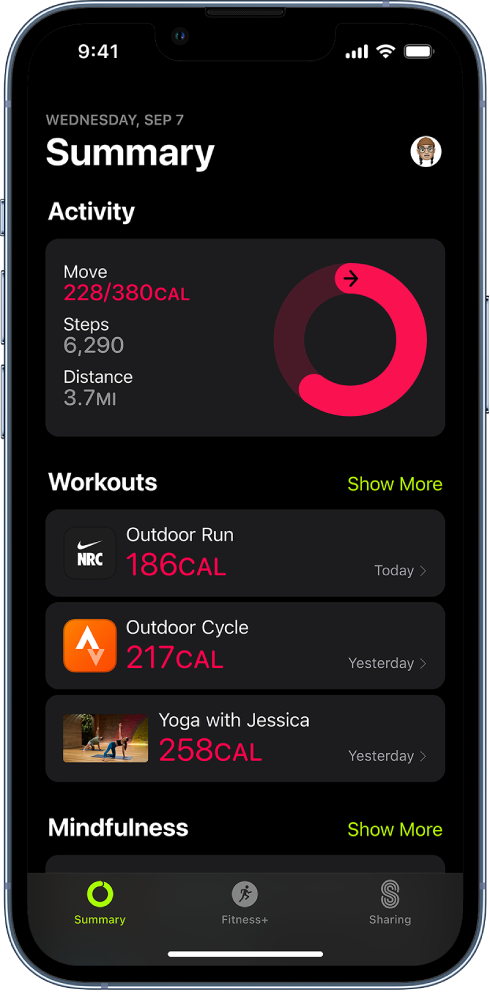 9:41
WEDNESDAY, SEP 7
Summary
Activity
Move
228/380CAL
Steps
6,290
Distance
3.7MI
Workouts
Show More
NRC
Outdoor Run
186CAL
Today
Outdoor Cycle
217CAL
Yesterday
Yoga with Jessica
258CAL
Yesterday
Mindfulness
Show More
Summary
Fitness+
Sharing